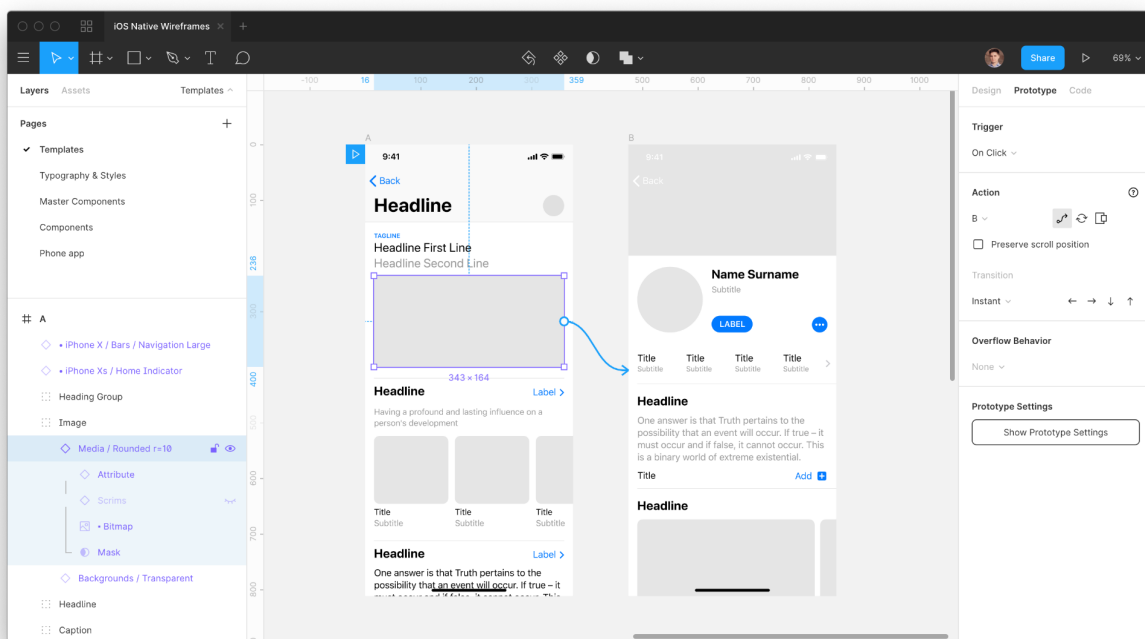 iOS Native Wireframes
Share
69%
Layers
Assets
Templates
Pages
Templates
Typography & Styles
Master Components
Components
Phone app
A
• iPhone X / Bars / Navigation Large
• iPhone Xs / Home Indicator
Heading Group
Image
Media / Rounded r=10
Attribute
Scrims
• Bitmap
Mask
Backgrounds / Transparent
Headline
Caption
-100
16
100
200
300
359
500
600
700
800
900
1000
0
100
236
300
400
500
600
700
800
A
9:41
Back
Headline
TAGLINE
Headline First Line
Headline Second Line
343 × 164
Headline
Label
Having a profound and lasting influence on a
person's development
Title
Subtitle
Title
Subtitle
Title
Subtitle
Headline
Label
One answer is that Truth pertains to the
possibility that an event will occur. If true – it
must occur and if false, it cannot occur. This
B
9:41
Back
Name Surname
Subtitle
LABEL
Title
Subtitle
Title
Subtitle
Title
Subtitle
Title
Subtitle
Headline
One answer is that Truth pertains to the
possibility that an event will occur. If true – it
must occur and if false, it cannot occur. This
is a binary world of extreme existential.
Title
Add
Headline
Design
Prototype
Code
Trigger
On Click
Action
B
Preserve scroll position
Transition
Instant
Overflow Behavior
None
Prototype Settings
Show Prototype Settings